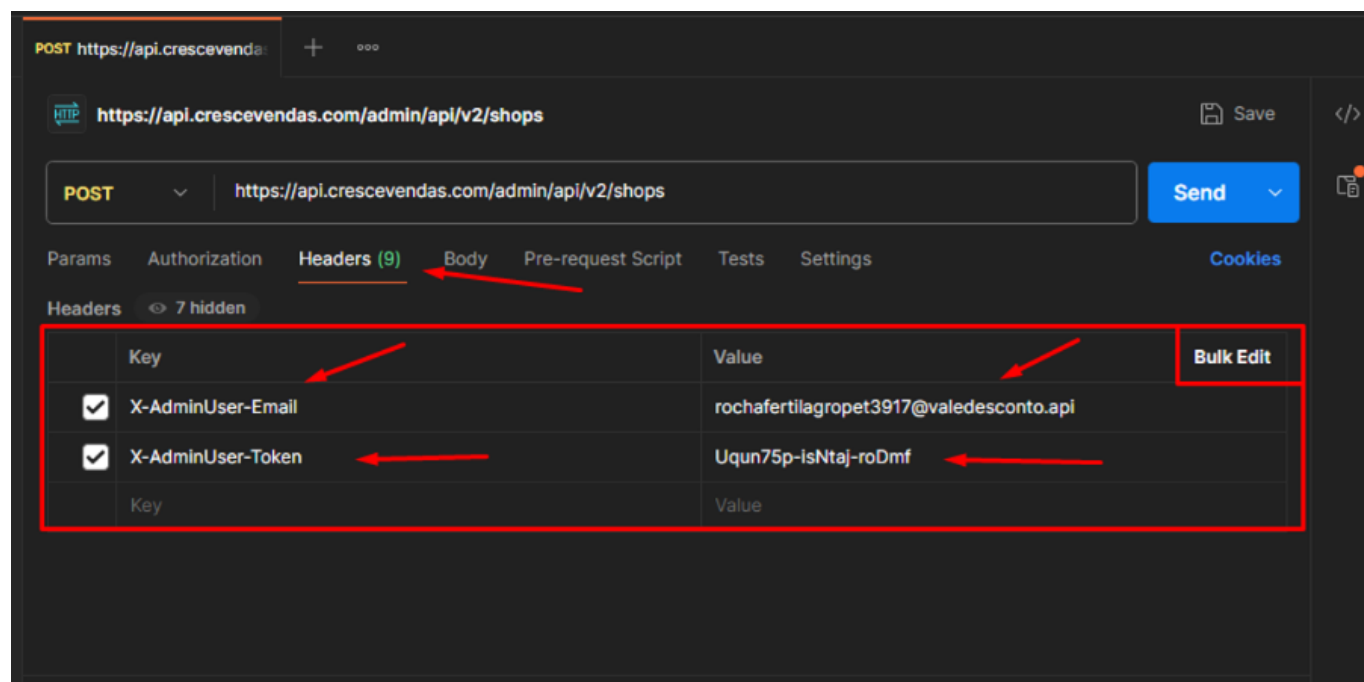 POST https://api.crescevendas
https://api.crescevendas.com/admin/api/v2/shops
Save
POST https://api.crescevendas.com/admin/api/v2/shops Send
Params Authorization Headers (9) Body Pre-request Script Tests Settings Cookies
Headers 7 hidden
Key Value Bulk Edit
X-AdminUser-Email rochafertilagropet3917@valedesconto.api
X-AdminUser-Token Uqun75p-isNtaj-roDmf
Key Value